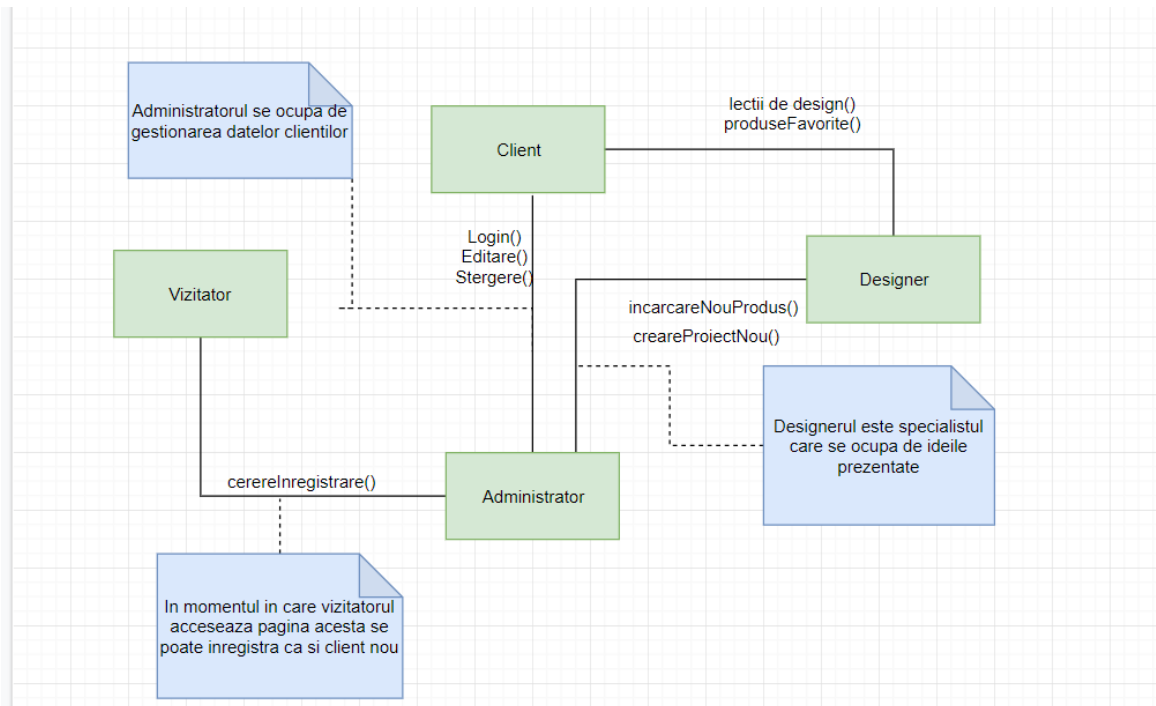 Administratorul se ocupa de
gestionarea datelor clientilor
Client
lectii de design()
produseFavorite()
Login()
Editare()
Stergere()
Vizitator
Designer
incarcareNouProdus()
creareProiectNou()
Designerul este specialistul
care se ocupa de ideile
prezentate
cerereInregistrare()
Administrator
In momentul in care vizitatorul
acceseaza pagina acesta se
poate inregistra ca si client nou